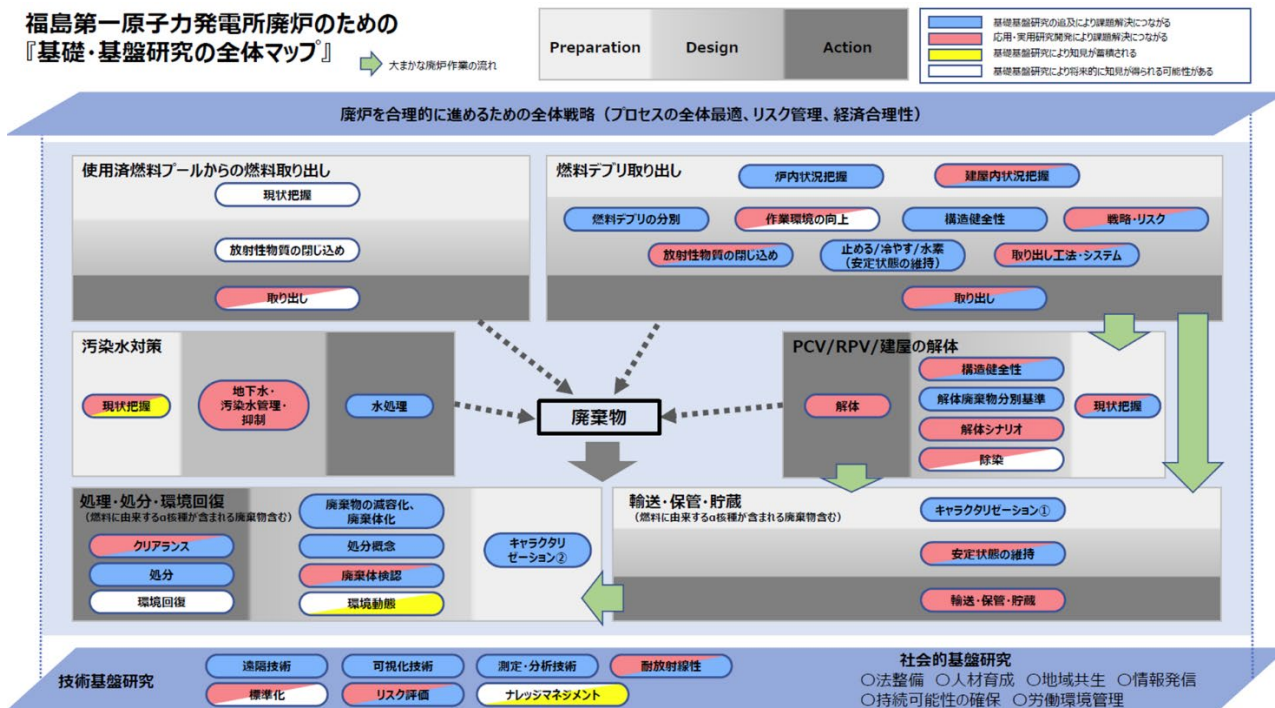 福島第一原子力発電所廃炉のための
『基礎・基盤研究の全体マップ』
大まかな廃炉作業の流れ
Preparation
Design
Action
基礎基盤研究の追及により課題解決につながる
応用・実用研究開発により課題解決につながる
基礎基盤研究により知見が蓄積される
基礎基盤研究により将来的に知見が得られる可能性がある
廃炉を合理的に進めるための全体戦略（プロセスの全体最適、リスク管理、経済合理性）
使用済燃料プールからの燃料取り出し
現状把握
放射性物質の閉じ込め
取り出し
燃料デブリ取り出し
炉内状況把握
建屋内状況把握
燃料デブリの分別
作業環境の向上
構造健全性
戦略・リスク
放射性物質の閉じ込め
止める/冷やす/水素
（安定状態の維持）
取り出し工法・システム
取り出し
汚染水対策
現状把握
地下水・
汚染水管理・
抑制
水処理
廃棄物
PCV/RPV/建屋の解体
解体
構造健全性
解体廃棄物分別基準
解体シナリオ
除染
現状把握
処理・処分・環境回復
（燃料に由来するα核種が含まれる廃棄物含む）
クリアランス
処分
環境回復
廃棄物の減容化、
廃棄体化
処分概念
廃棄体検認
環境動態
キャラクタリ
ゼーション②
輸送・保管・貯蔵
（燃料に由来するα核種が含まれる廃棄物含む）
キャラクタリゼーション①
安定状態の維持
輸送・保管・貯蔵
技術基盤研究
遠隔技術
可視化技術
測定・分析技術
耐放射線性
標準化
リスク評価
ナレッジマネジメント
社会的基盤研究
〇法整備 〇人材育成 〇地域共生 〇情報発信
〇持続可能性の確保 〇労働環境管理